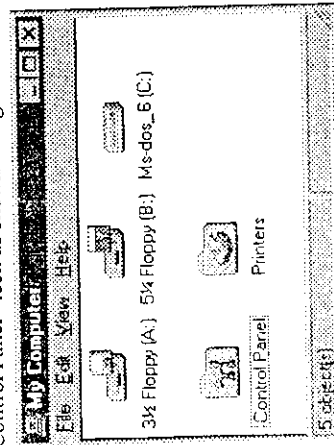 My Computer
File Edit View Help
3½ Floppy (A:) 5¼ Floppy (B:) Ms-dos_6 (C:)
Control Panel Printers
5 object(s)